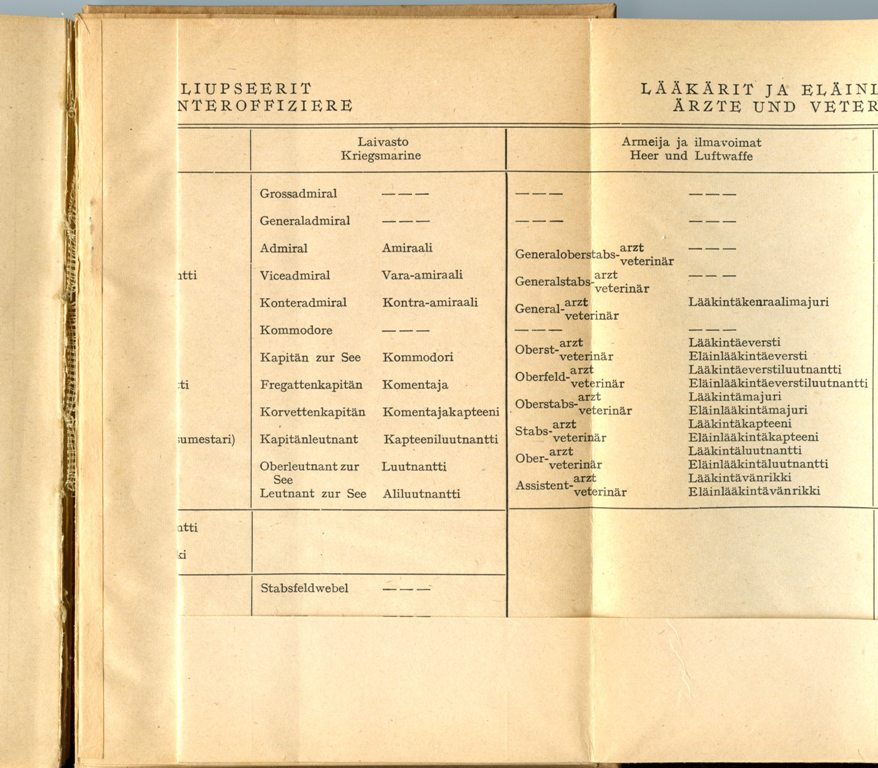 LIUPSEERIT
NTEROFFIZIERE
LÄÄKÄRIT JA ELÄINL
ÄRZTE UND VETER
Laivasto
Kriegsmarine
Armeija ja ilmavoimat
Heer und Luftwaffe
Grossadmiral — — —
— — — — — —
Generaladmiral — — —
— — — — — —
Admiral Amiraali
Generaloberstabs-arzt — — —
veterinär
ntti Viceadmiral Vara-amiraali
Generalstabs-arzt — — —
veterinär
Konteradmiral Kontra-amiraali
General-arzt Lääkintäkenraalimajuri
veterinär
Kommodore — — —
— — — — — —
Kapitän zur See Kommodori
Oberst-arzt Lääkintäeversti
veterinär Eläinlääkintäeversti
ti Fregattenkapitän Komentaja
Oberfeld-arzt Lääkintäeverstiluutnantti
veterinär Eläinlääkintäeverstiluutnantti
Korvettenkapitän Komentajakapteeni
Oberstabs-arzt Lääkintämajuri
veterinär Eläinlääkintämajuri
sumestari) Kapitänleutnant Kapteeniluutnantti
Stabs-arzt Lääkintäkapteeni
veterinär Eläinlääkintäkapteeni
Oberleutnant zur Luutnantti
See
Ober-arzt Lääkintäluutnantti
veterinär Eläinlääkintäluutnantti
Leutnant zur See Aliluutnantti
Assistent-arzt Lääkintävänrikki
veterinär Eläinlääkintävänrikki
ntti
ki
Stabsfeldwebel — — —